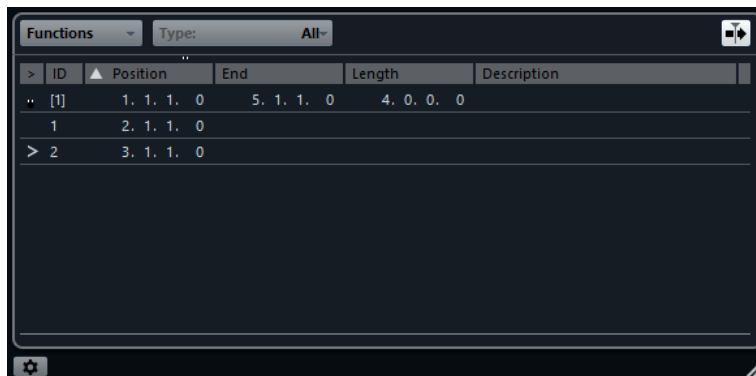 Functions Type: All
> ID Position End Length Description
[1] 1. 1. 1. 0 5. 1. 1. 0 4. 0. 0. 0
1 2. 1. 1. 0
> 2 3. 1. 1. 0